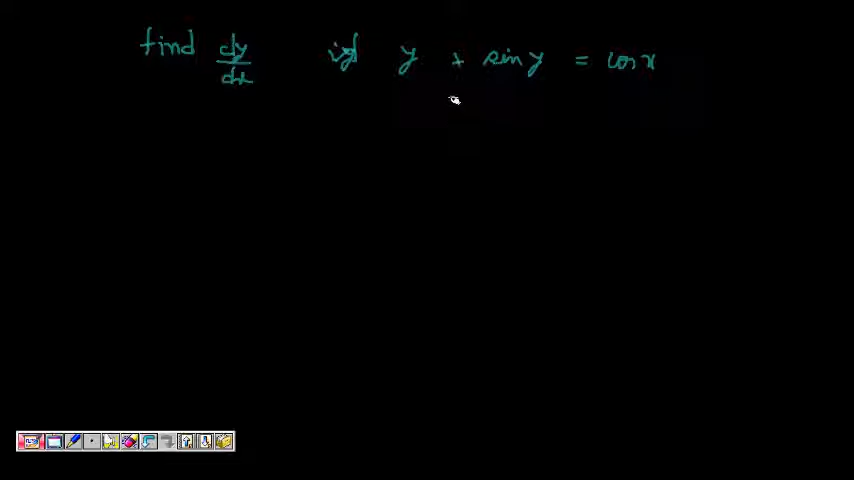 find dy/dx if y + sin y = cos x